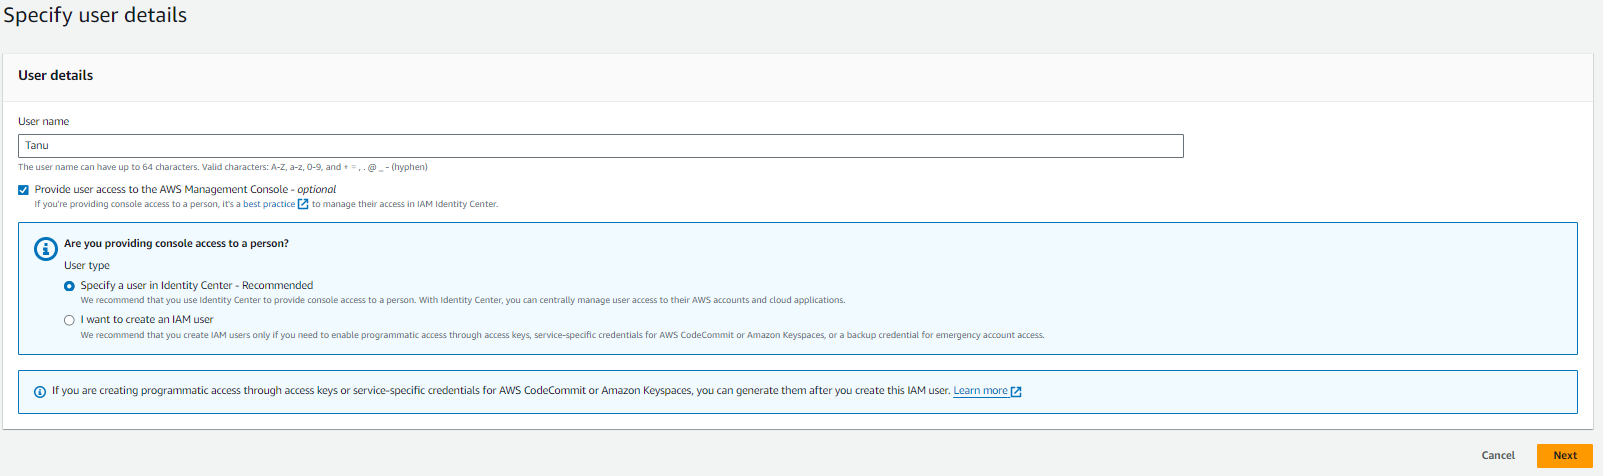 Specify user details
User details
User name
Tanu
The user name can have up to 64 characters. Valid characters: A-Z, a-z, 0-9, and + = , . @ _ - (hyphen)
Provide user access to the AWS Management Console - optional
If you're providing console access to a person, it's a best practice to manage their access in IAM Identity Center.
Are you providing console access to a person?
User type
Specify a user in Identity Center - Recommended
We recommend that you use Identity Center to provide console access to a person. With Identity Center, you can centrally manage user access to their AWS accounts and cloud applications.
I want to create an IAM user
We recommend that you create IAM users only if you need to enable programmatic access through access keys, service-specific credentials for AWS CodeCommit or Amazon Keyspaces, or a backup credential for emergency account access.
If you are creating programmatic access through access keys or service-specific credentials for AWS CodeCommit or Amazon Keyspaces, you can generate them after you create this IAM user. Learn more
Cancel Next